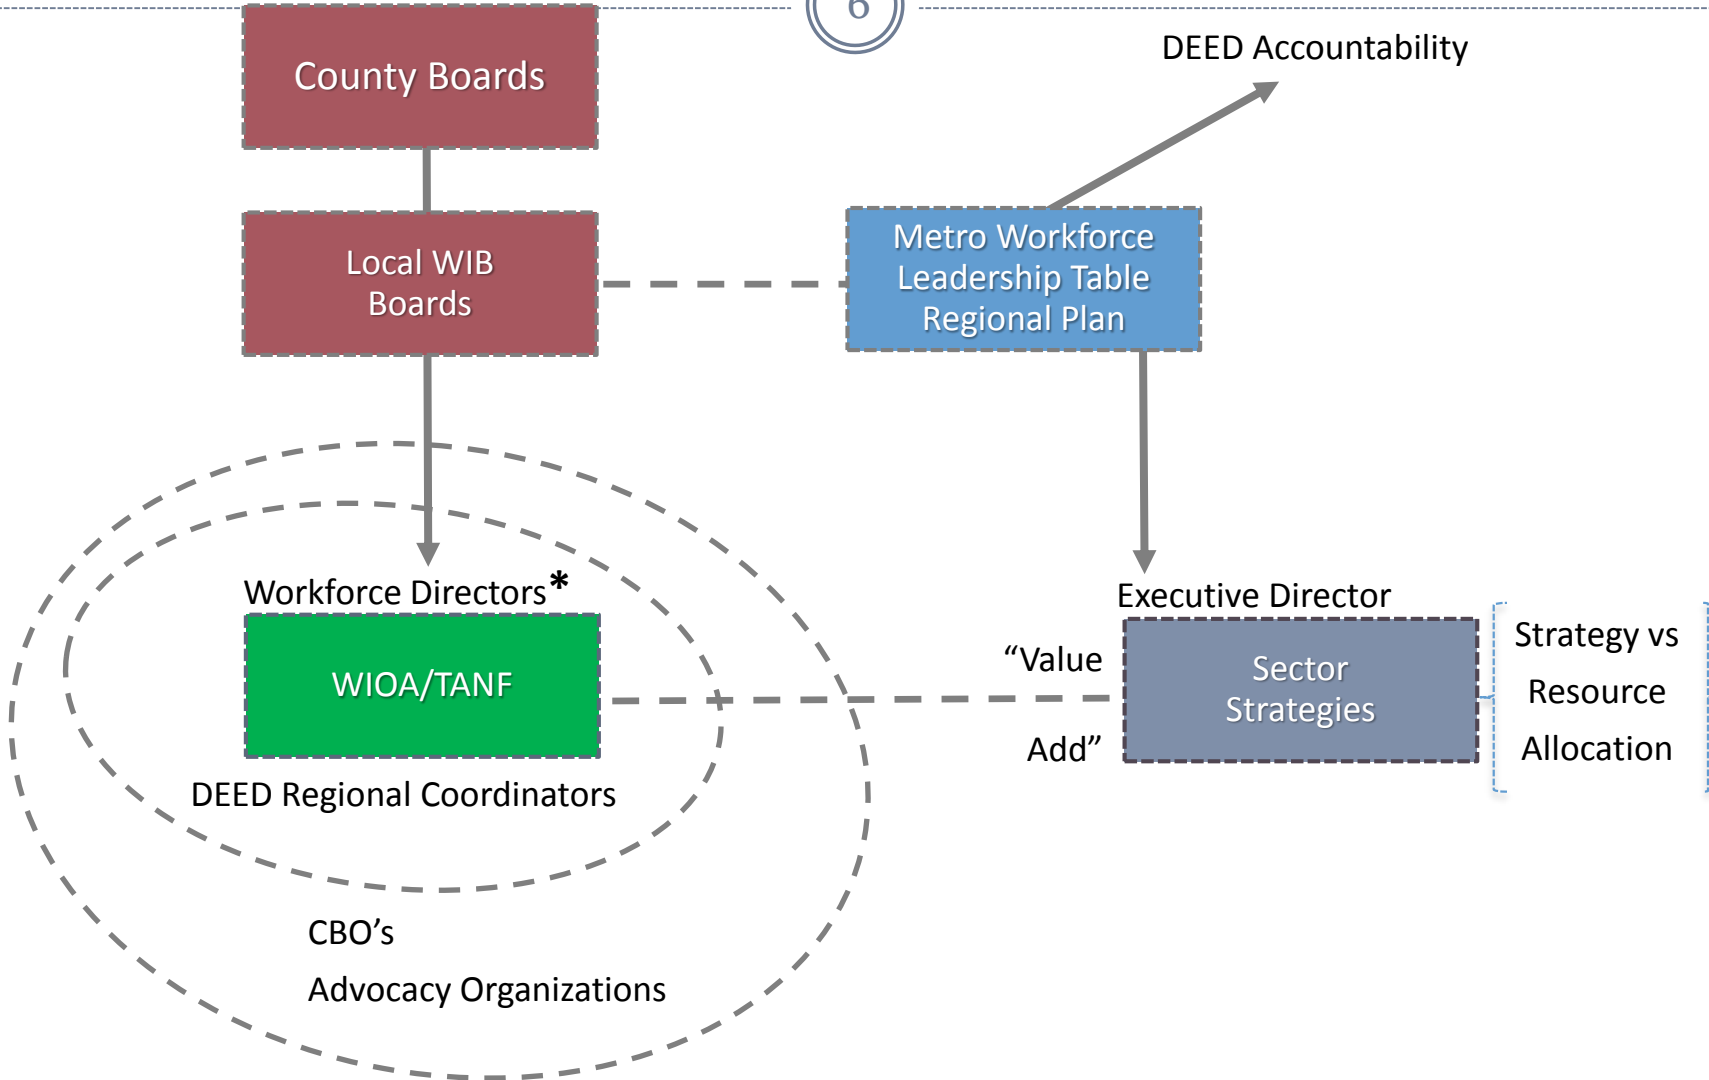 6
County Boards
DEED Accountability
Local WIB
Boards
Metro Workforce
Leadership Table
Regional Plan
Workforce Directors*
WIOA/TANF
DEED Regional Coordinators
CBO’s
Advocacy Organizations
Executive Director
“Value
Add”
Sector
Strategies
Strategy vs
Resource
Allocation